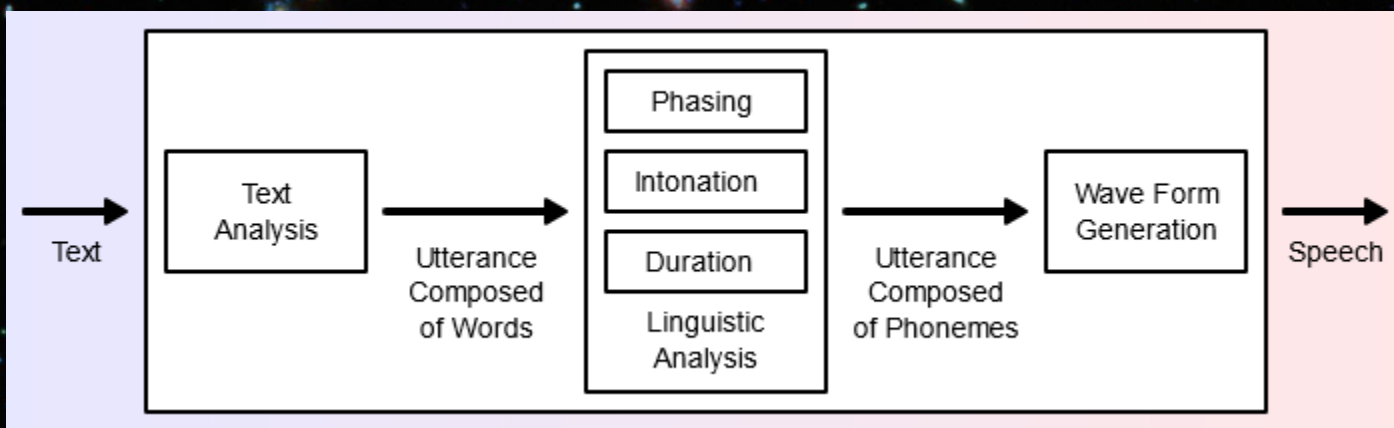 Text
Text
Analysis
Utterance
Composed
of Words
Phasing
Intonation
Duration
Linguistic
Analysis
Utterance
Composed
of Phonemes
Wave Form
Generation
Speech